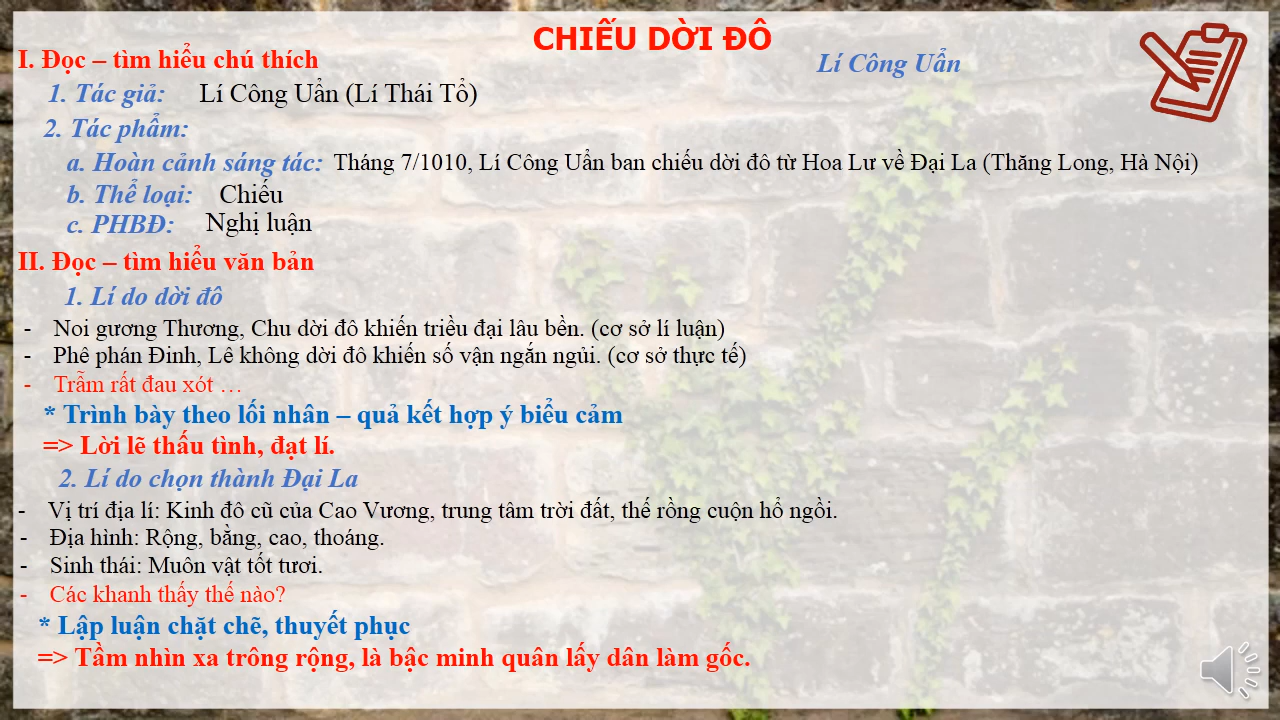 CHIẾU DỜI ĐÔ
Lí Công Uẩn
I. Đọc – tìm hiểu chú thích
1. Tác giả: Lí Công Uẩn (Lí Thái Tổ)
2. Tác phẩm:
a. Hoàn cảnh sáng tác: Tháng 7/1010, Lí Công Uẩn ban chiếu dời đô từ Hoa Lư về Đại La (Thăng Long, Hà Nội)
b. Thể loại: Chiếu
c. PHBĐ: Nghị luận
II. Đọc – tìm hiểu văn bản
1. Lí do dời đô
- Noi gương Thương, Chu dời đô khiến triều đại lâu bền. (cơ sở lí luận)
- Phê phán Đinh, Lê không dời đô khiến số vận ngắn ngủi. (cơ sở thực tế)
- Trẫm rất đau xót …
* Trình bày theo lối nhân – quả kết hợp ý biểu cảm
=> Lời lẽ thấu tình, đạt lí.
2. Lí do chọn thành Đại La
- Vị trí địa lí: Kinh đô cũ của Cao Vương, trung tâm trời đất, thế rồng cuộn hổ ngồi.
- Địa hình: Rộng, bằng, cao, thoáng.
- Sinh thái: Muôn vật tốt tươi.
- Các khanh thấy thế nào?
* Lập luận chặt chẽ, thuyết phục
=> Tầm nhìn xa trông rộng, là bậc minh quân lấy dân làm gốc.